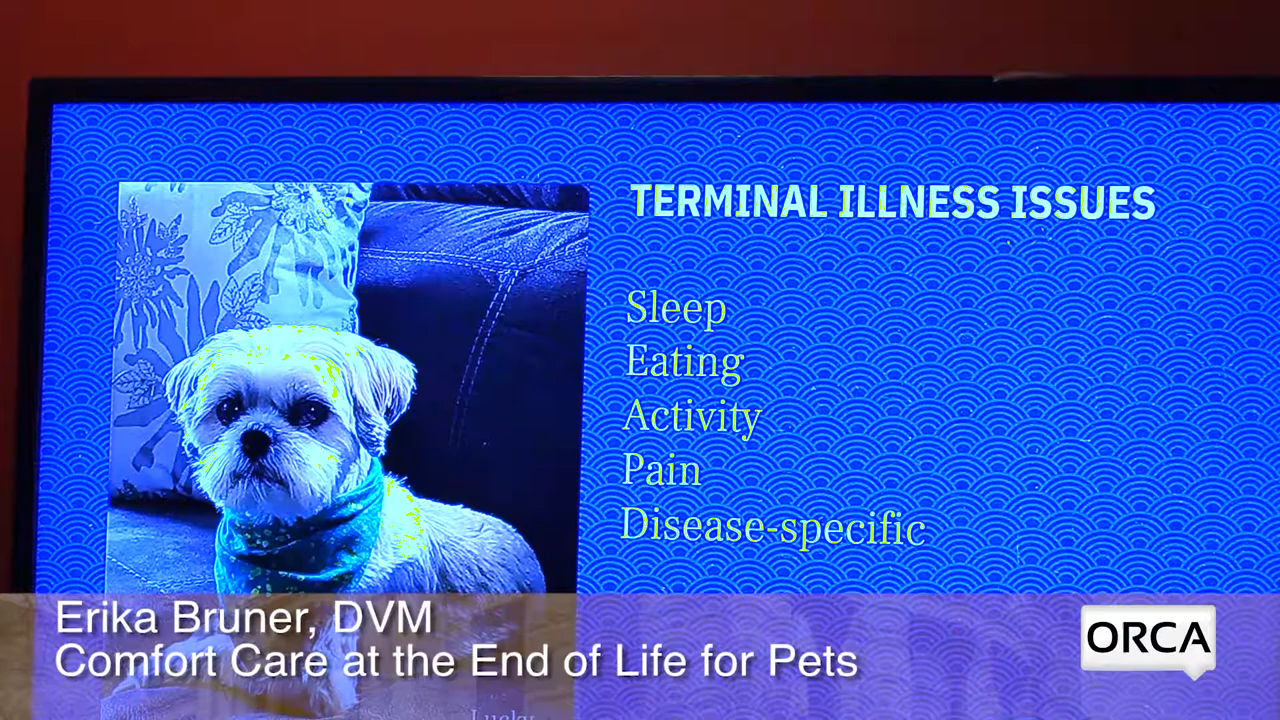 TERMINAL ILLNESS ISSUES
Sleep
Eating
Activity
Pain
Disease-specific
Lucky
Erika Bruner, DVM
Comfort Care at the End of Life for Pets
ORCA